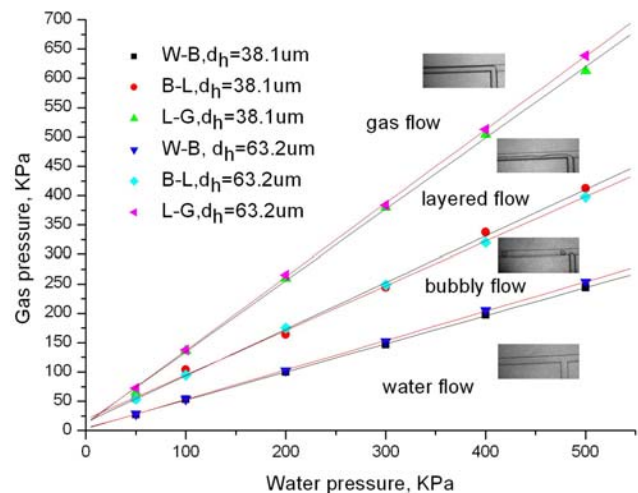 700
650
600
550
500
450
400
350
300
250
200
150
100
50
0
Gas pressure, KPa
W-B,dh=38.1um
B-L,dh=38.1um
L-G,dh=38.1um
W-B, dh=63.2um
B-L,dh=63.2um
L-G,dh=63.2um
gas flow
layered flow
bubbly flow
water flow
0 100 200 300 400 500
Water pressure, KPa